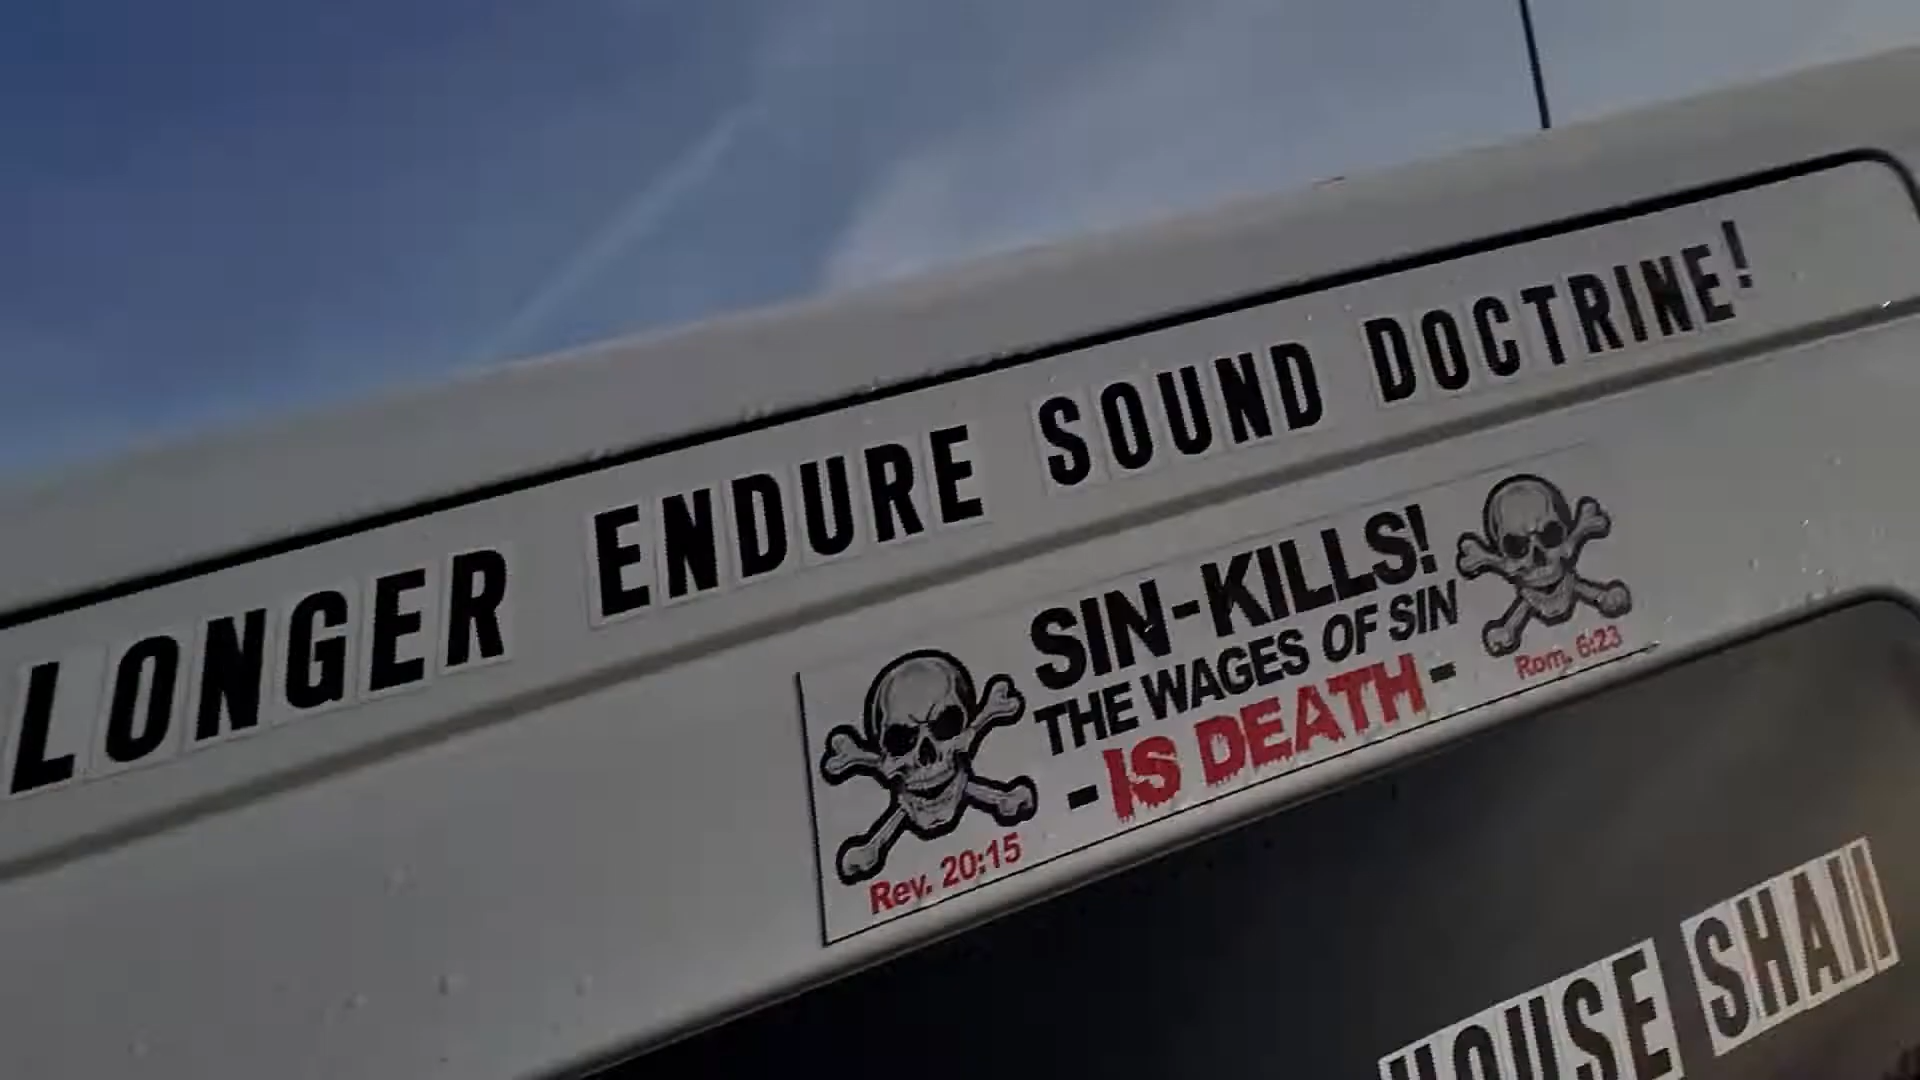 LONGER ENDURE SOUND DOCTRINE!
SIN-KILLS!
THE WAGES OF SIN
- IS DEATH -
Rev. 20:15
Rom. 6:23
HOUSE SHALL